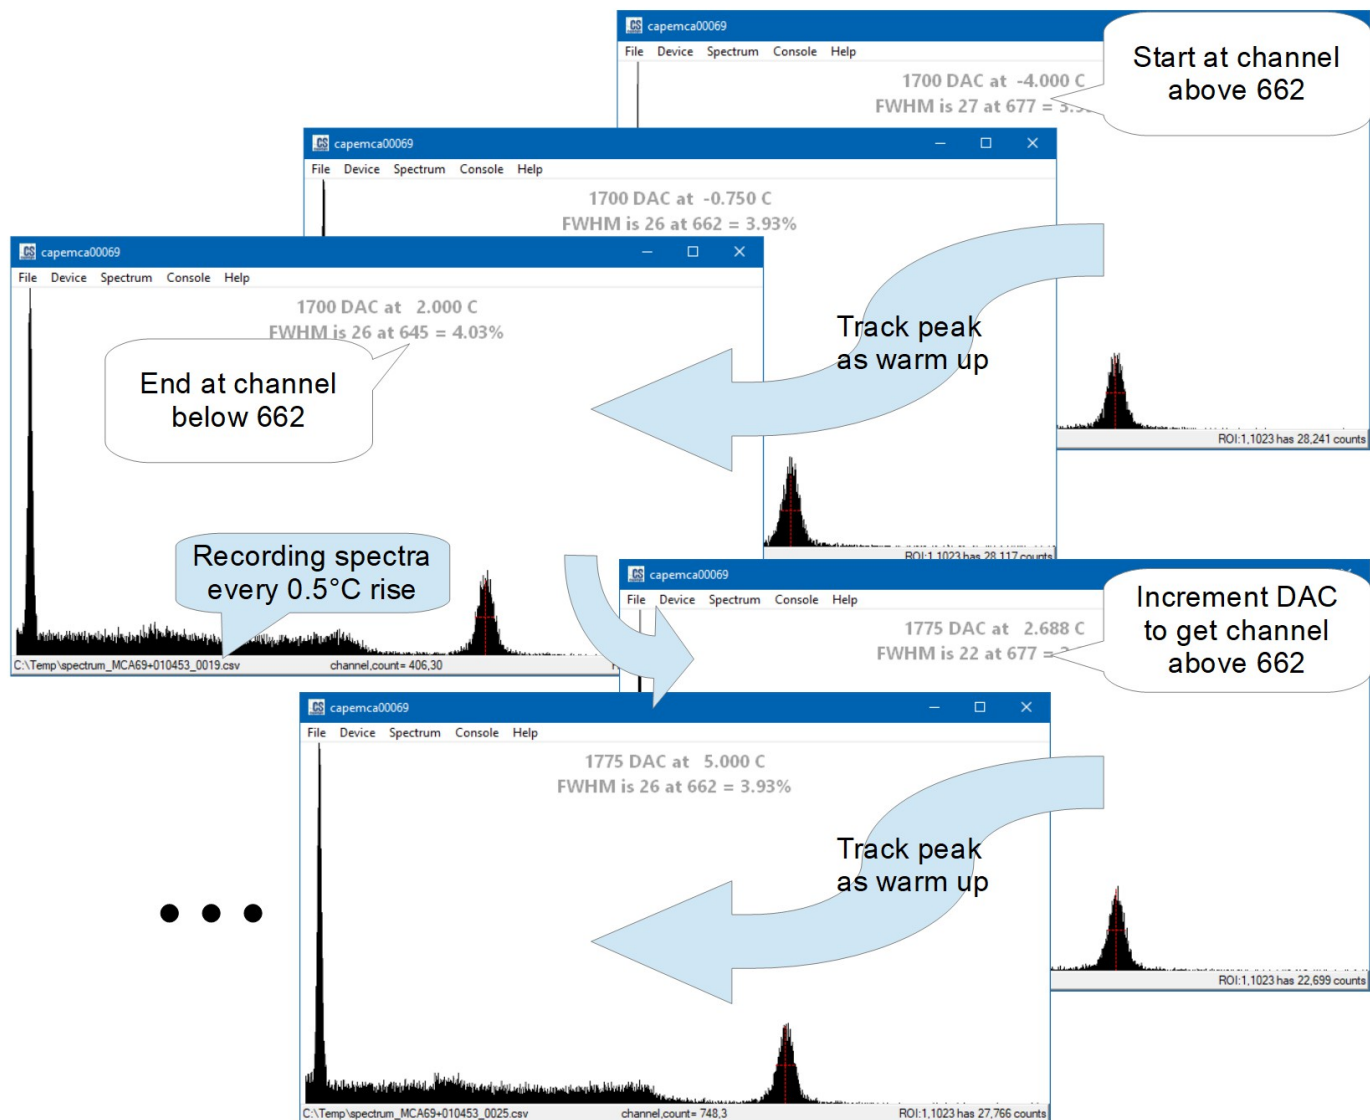 capemca00069
File Device Spectrum Console Help
1700 DAC at -4.000 C
FWHM is 27 at 677 =
Start at channel
above 662
ROI:1,1023 has 28,241 counts
capemca00069
File Device Spectrum Console Help
1700 DAC at -0.750 C
FWHM is 26 at 662 = 3.93%
Track peak
as warm up
ROI:1,1023 has 28,117 counts
capemca00069
File Device Spectrum Console Help
1700 DAC at 2.000 C
FWHM is 26 at 645 = 4.03%
End at channel
below 662
Recording spectra
every 0.5°C rise
C:\Temp\spectrum_MCA69+010453_0019.csv
channel,count= 406,30
capemca00069
File Device Spectrum Console Help
1775 DAC at 2.688 C
FWHM is 22 at 677 =
Increment DAC
to get channel
above 662
ROI:1,1023 has 22,699 counts
capemca00069
File Device Spectrum Console Help
1775 DAC at 5.000 C
FWHM is 26 at 662 = 3.93%
Track peak
as warm up
C:\Temp\spectrum_MCA69+010453_0025.csv
channel,count= 748,3
ROI:1,1023 has 27,766 counts